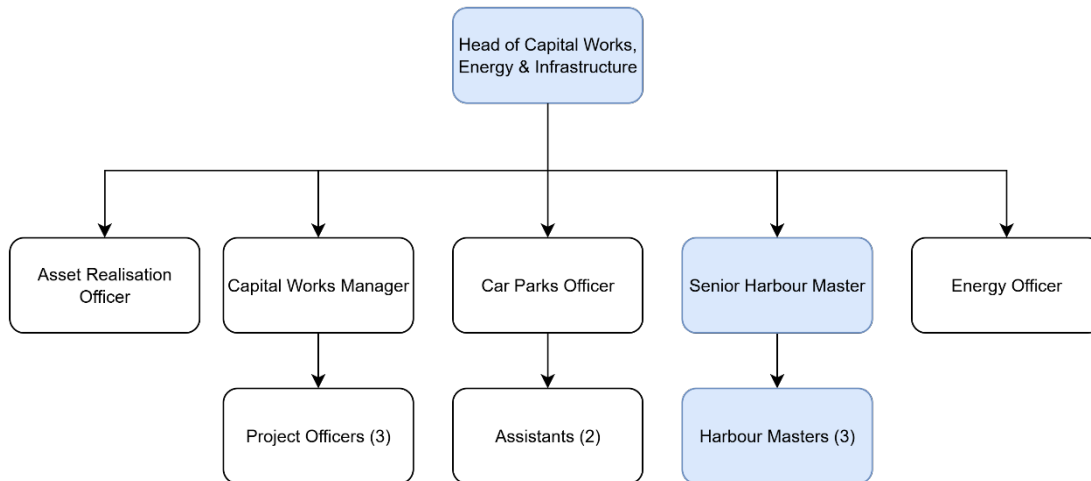 Head of Capital Works,
Energy & Infrastructure
Asset Realisation
Officer
Capital Works Manager
Car Parks Officer
Senior Harbour Master
Energy Officer
Project Officers (3)
Assistants (2)
Harbour Masters (3)